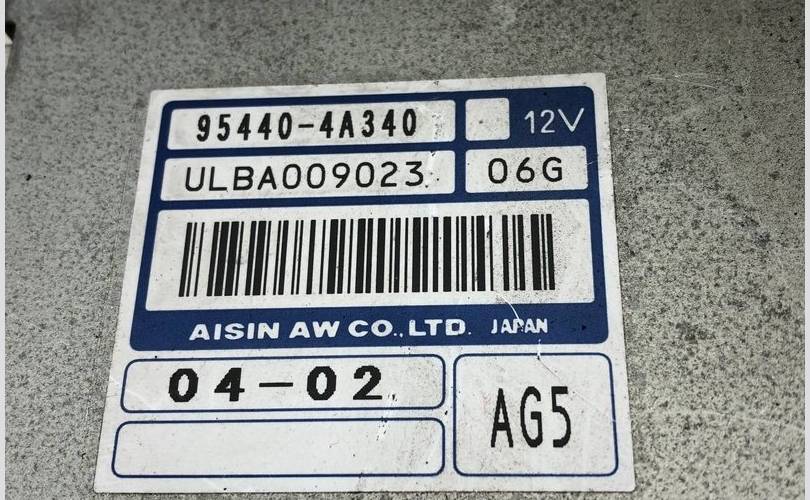 95440-4A340 12V
ULBA009023 06G
AISIN AW CO.,LTD. JAPAN
04-02
AG5